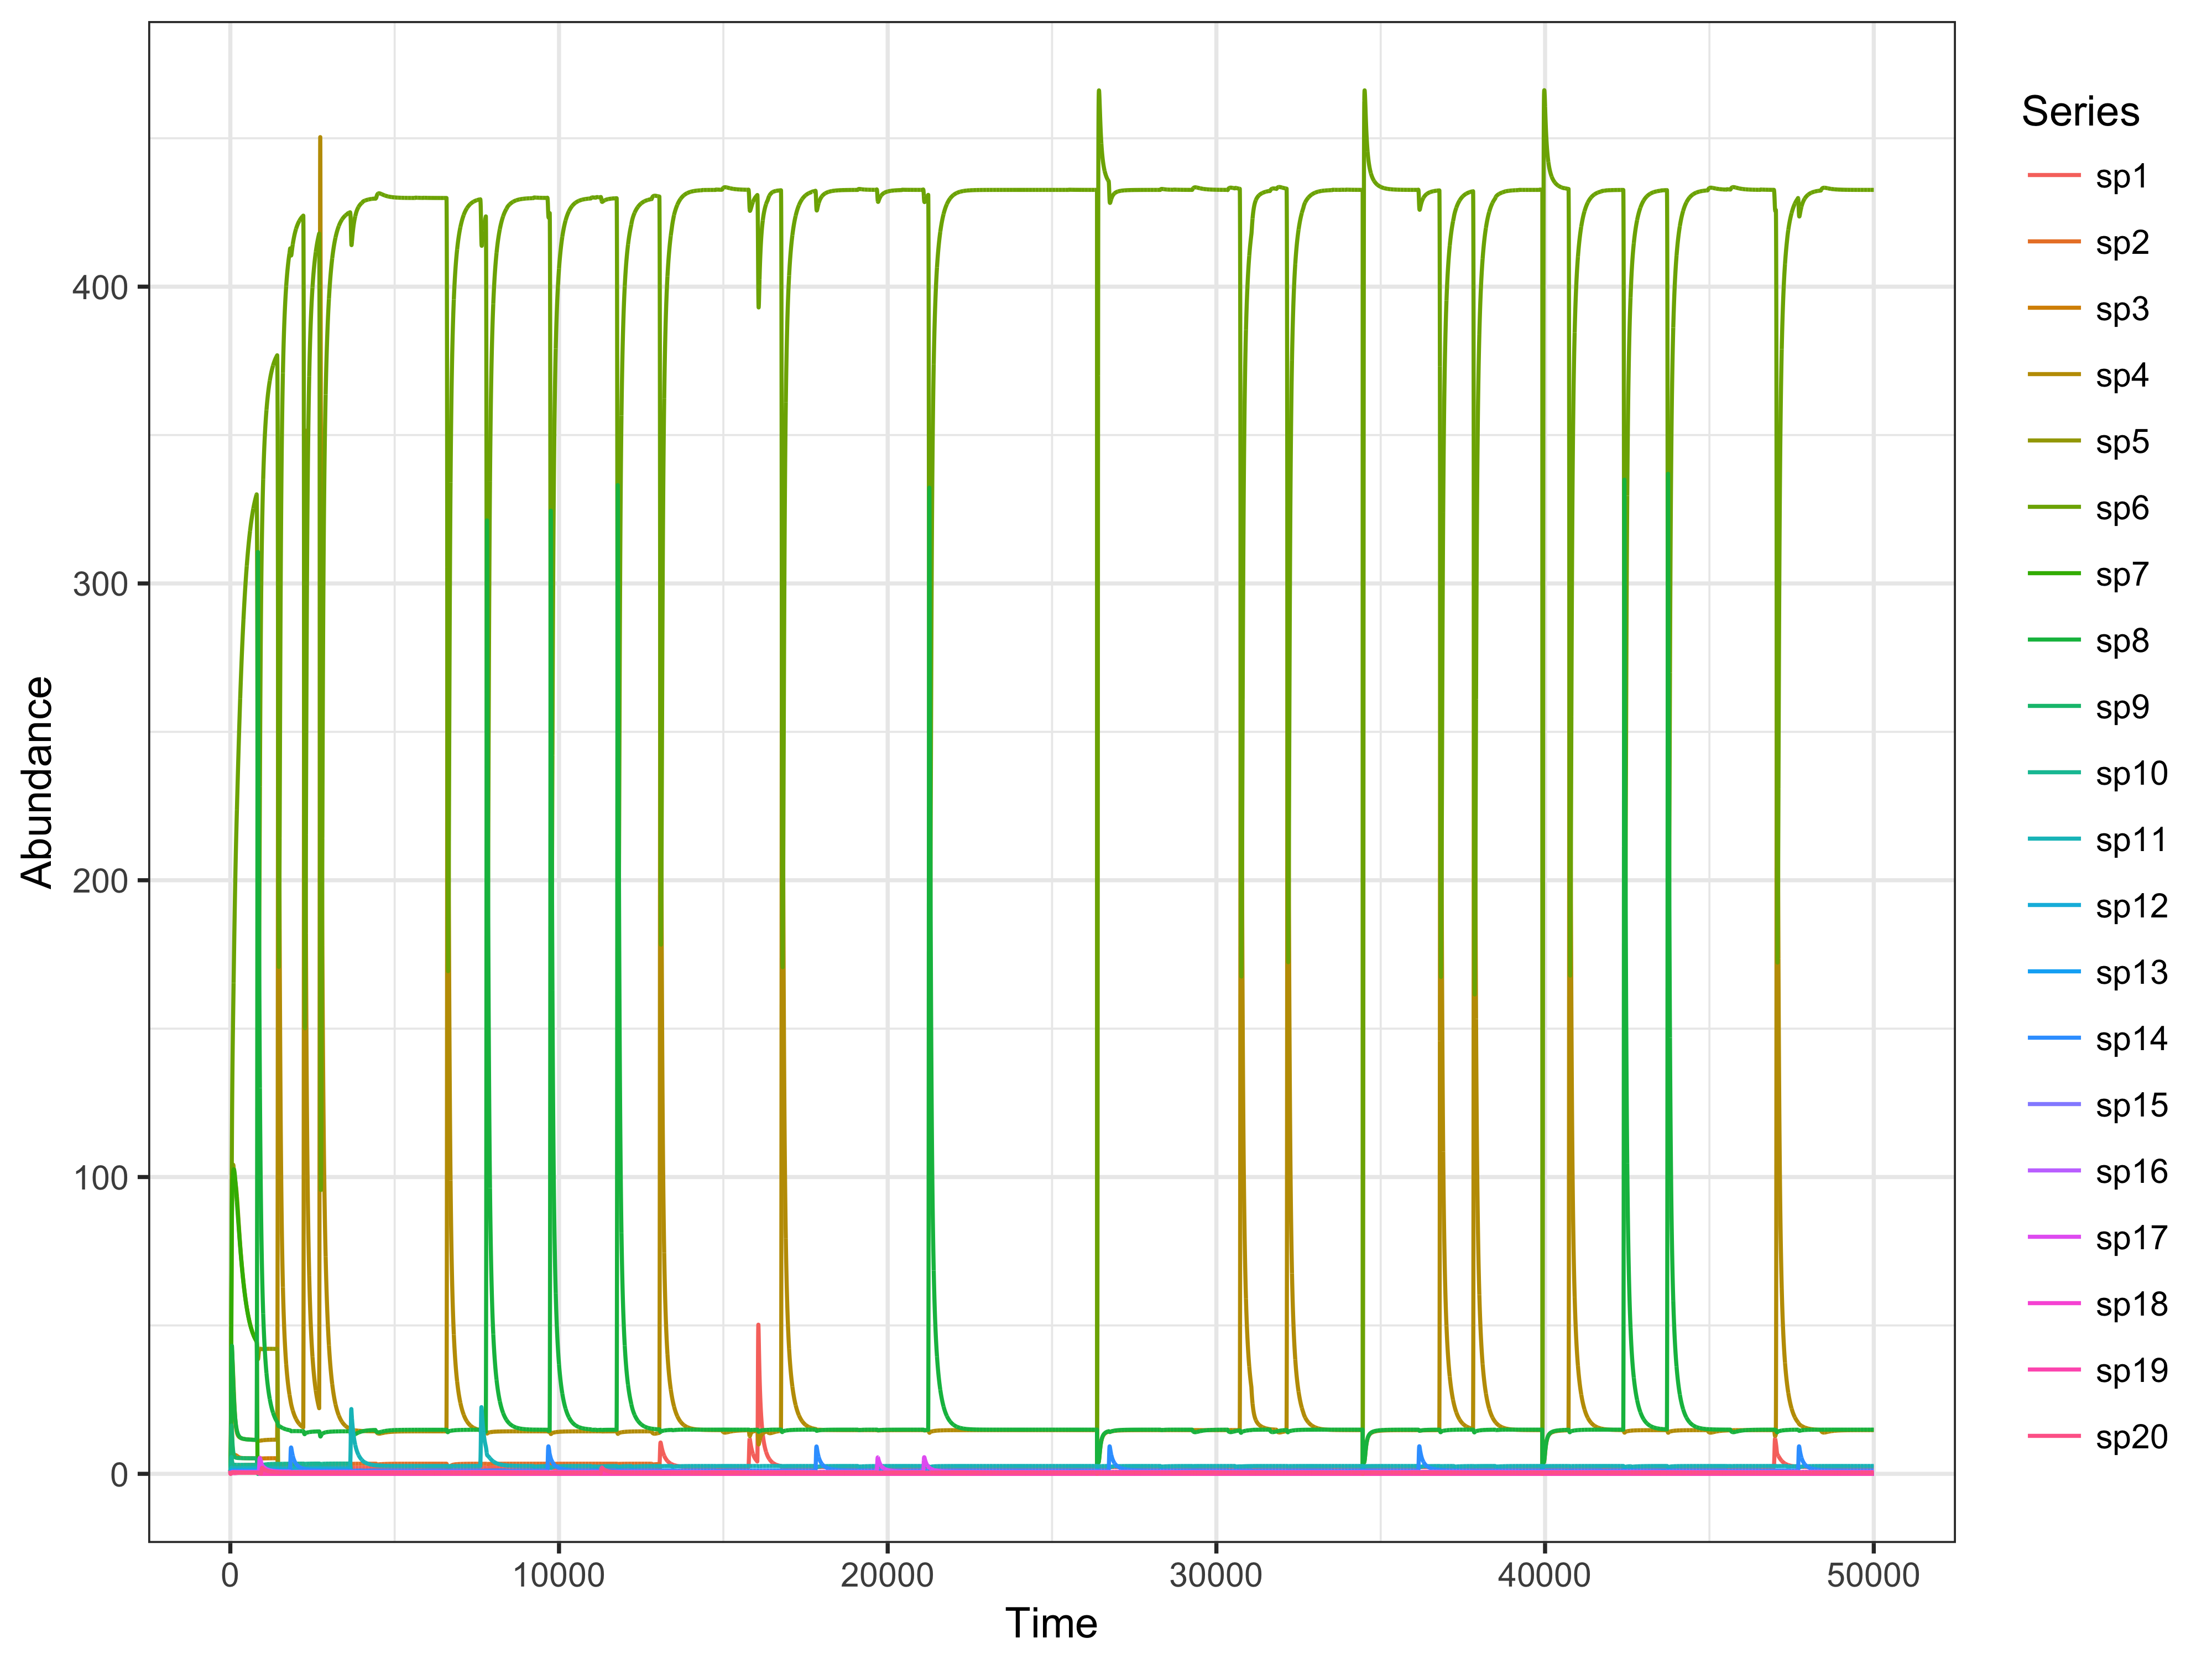 Abundance
400
300
200
100
0
0 10000 20000 30000 40000 50000
Time
Series
sp1
sp2
sp3
sp4
sp5
sp6
sp7
sp8
sp9
sp10
sp11
sp12
sp13
sp14
sp15
sp16
sp17
sp18
sp19
sp20